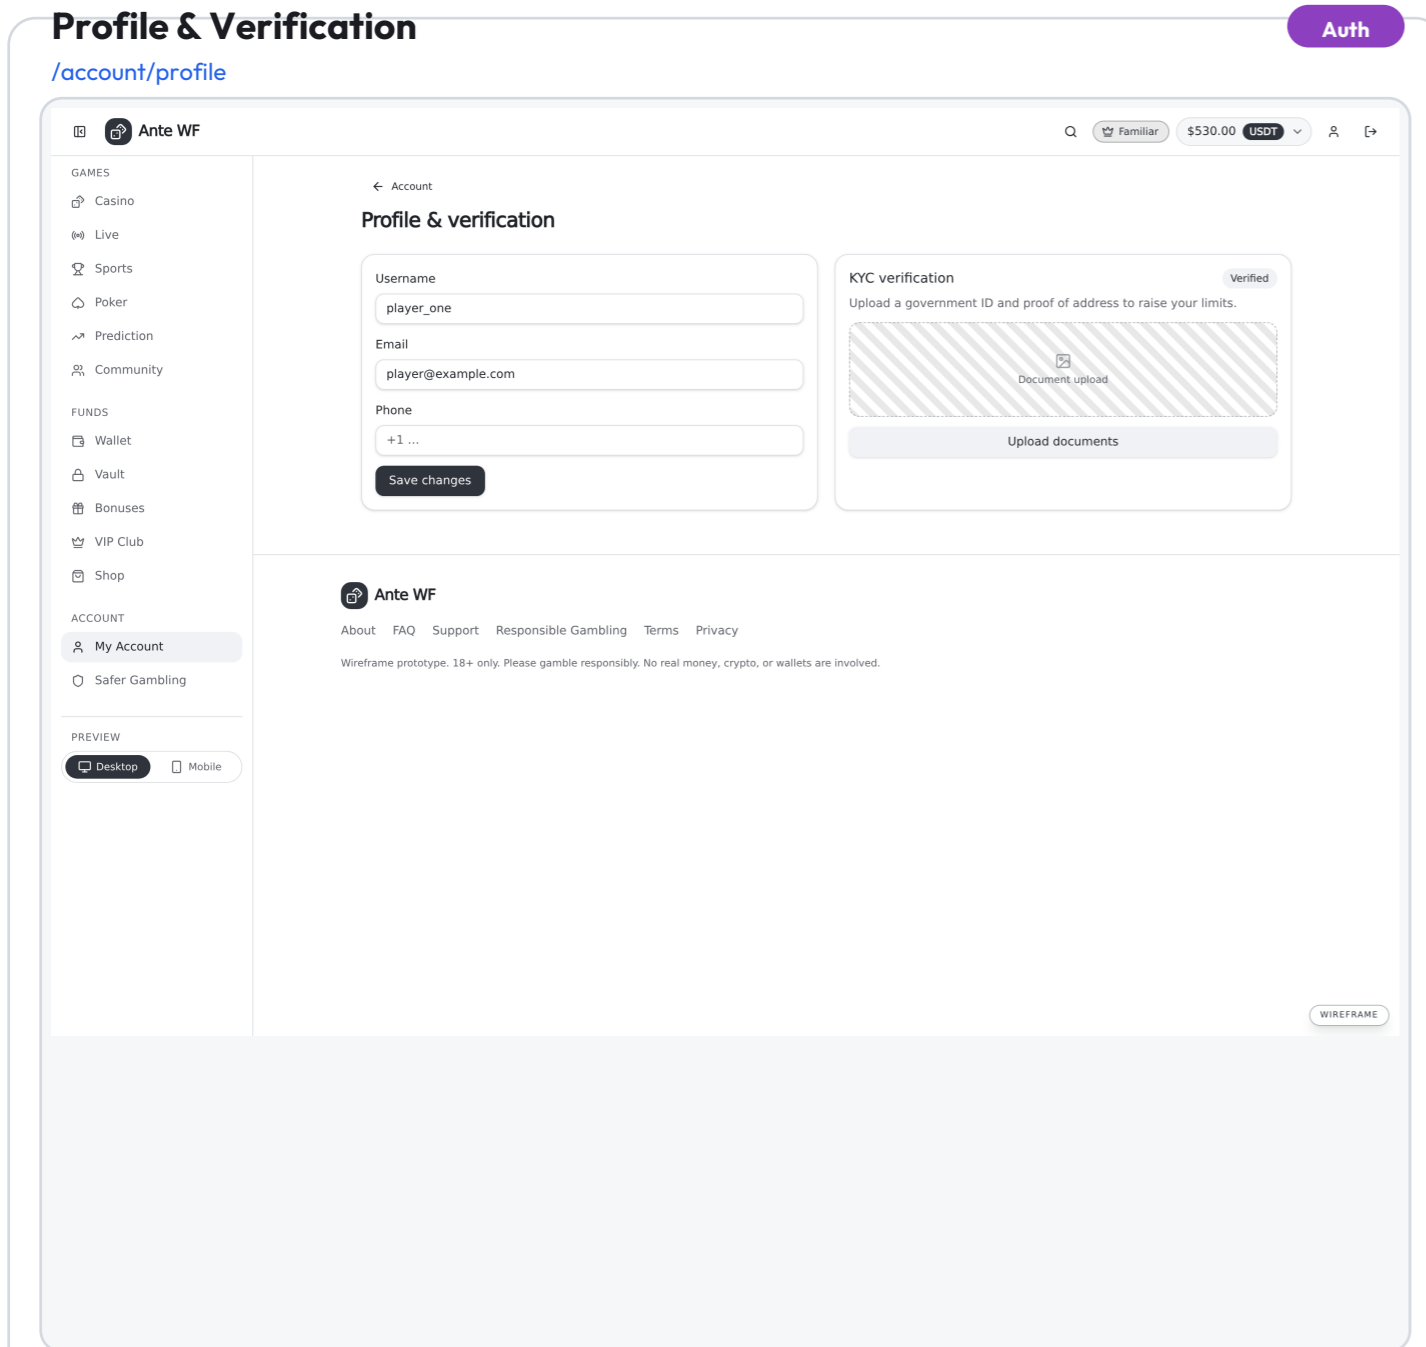 Profile & Verification
Auth
/account/profile
Ante WF
Familiar
$530.00 USDT
GAMES
Casino
Live
Sports
Poker
Prediction
Community
FUNDS
Wallet
Vault
Bonuses
VIP Club
Shop
ACCOUNT
My Account
Safer Gambling
PREVIEW
Desktop
Mobile
Account
Profile & verification
Username
player_one
Email
player@example.com
Phone
+1 ...
Save changes
KYC verification
Verified
Upload a government ID and proof of address to raise your limits.
Document upload
Upload documents
Ante WF
About FAQ Support Responsible Gambling Terms Privacy
Wireframe prototype. 18+ only. Please gamble responsibly. No real money, crypto, or wallets are involved.
WIREFRAME